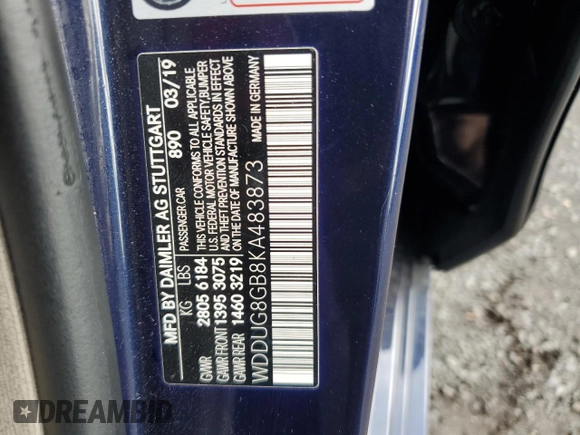 MFD BY DAIMLER AG STUTTGART
890 03/19
KG LBS PASSENGER CAR
GVWR 2805 6184 THIS VEHICLE CONFORMS TO ALL APPLICABLE
GAWR FRONT 1395 3075 U.S. FEDERAL MOTOR VEHICLE SAFETY, BUMPER
GAWR REAR 1460 3219 AND THEFT PREVENTION STANDARDS IN EFFECT
ON THE DATE OF MANUFACTURE SHOWN ABOVE
WDDUG8GB8KA483873 MADE IN GERMANY
DREAMBID